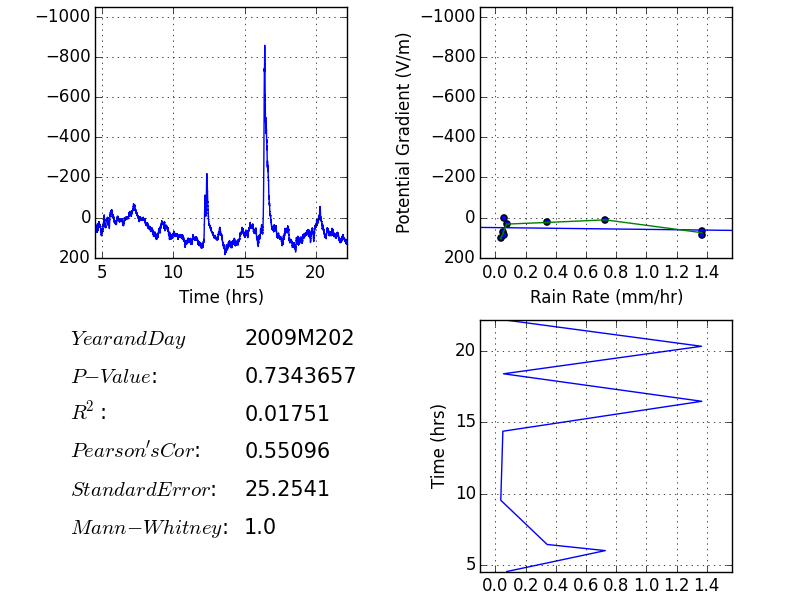 −1000
−800
−600
−400
−200
0
200
5 10 15 20
Time (hrs)
Potential Gradient (V/m)
−1000
−800
−600
−400
−200
0
200
0.0 0.2 0.4 0.6 0.8 1.0 1.2 1.4
Rain Rate (mm/hr)
YearandDay 2009M202
P−Value: 0.7343657
R²: 0.01751
Pearson′sCor: 0.55096
StandardError: 25.2541
Mann−Whitney: 1.0
Time (hrs)
20
15
10
5
0.0 0.2 0.4 0.6 0.8 1.0 1.2 1.4